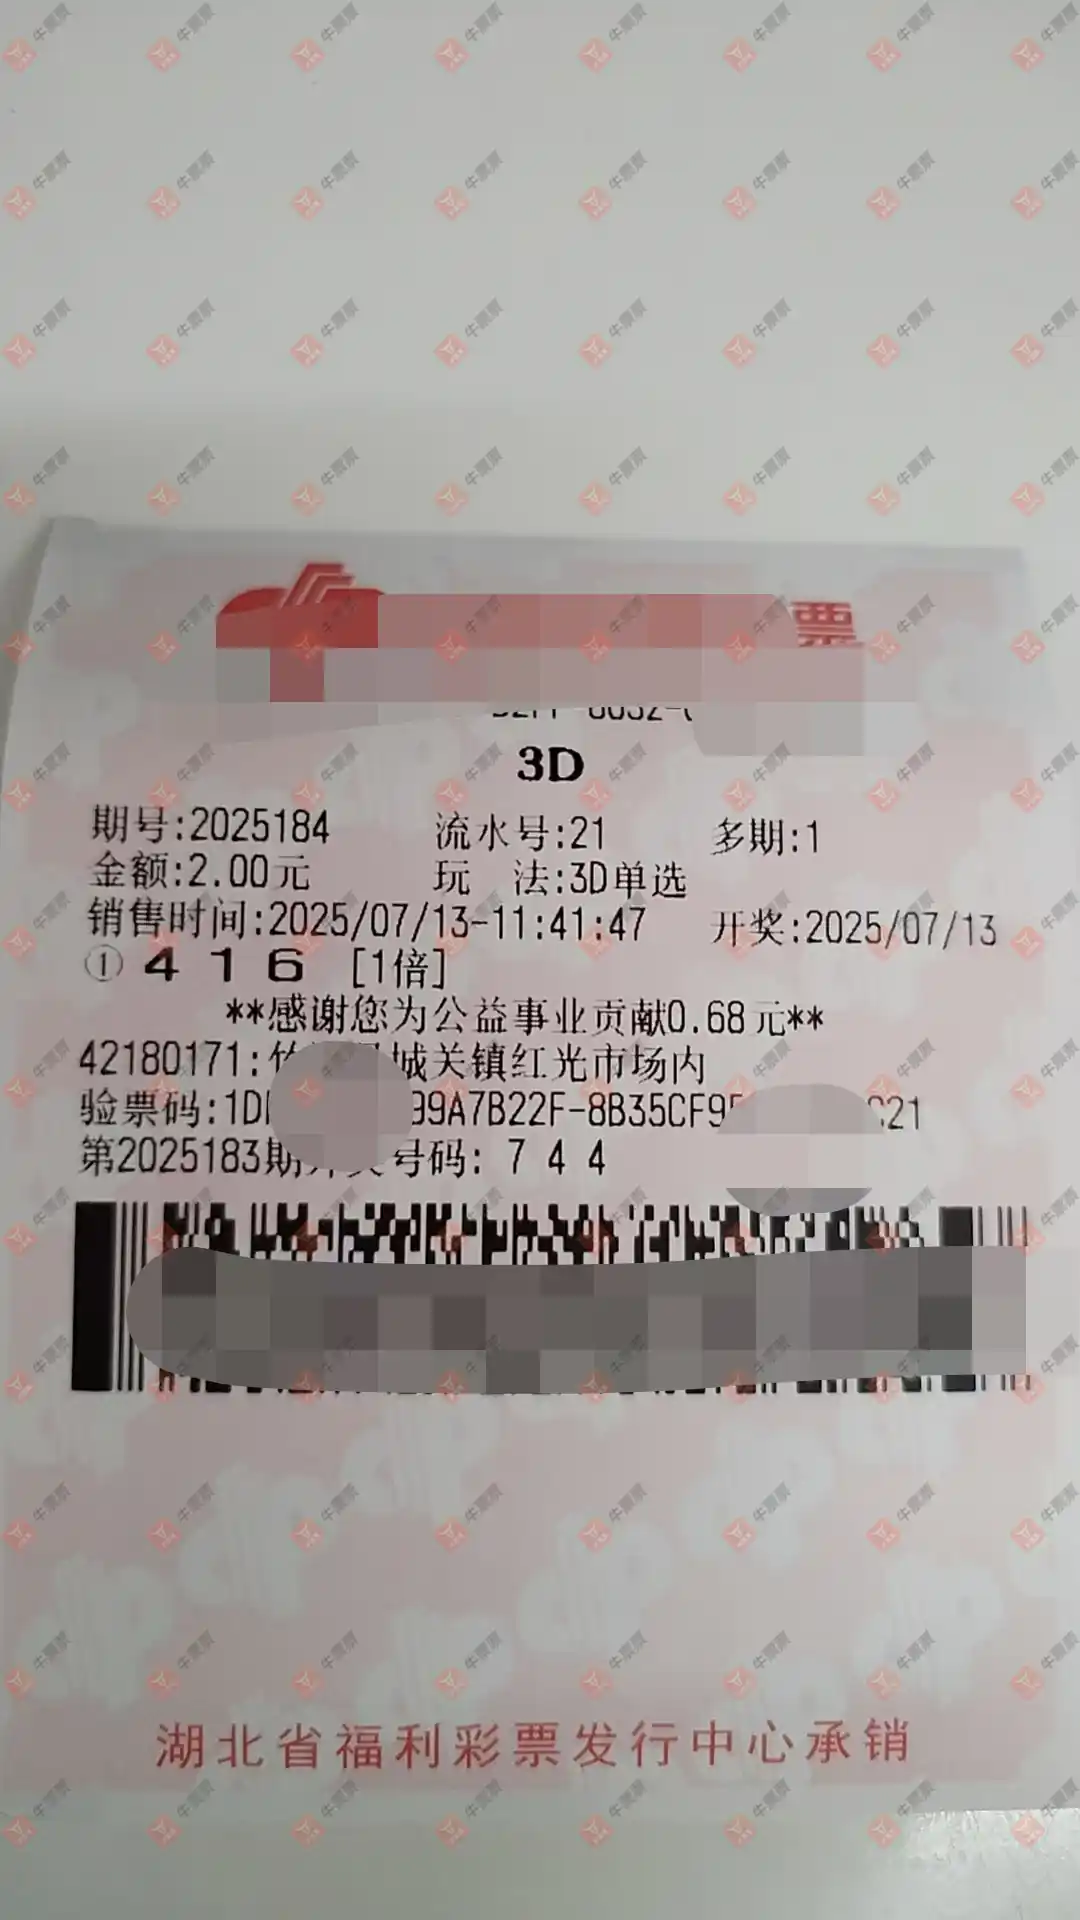 票
3D
期号:2025184 流水号:21 多期:1
金额:2.00元 玩 法:3D单选
销售时间:2025/07/13-11:41:47 开奖:2025/07/13
① 4 1 6 [1倍]
**感谢您为公益事业贡献0.68元**
42180171: 城关镇红光市场内
验票码:1D 99A7B22F-8B35CF9 C21
第2025183期 号码: 7 4 4
湖北省福利彩票发行中心承销
牛票票